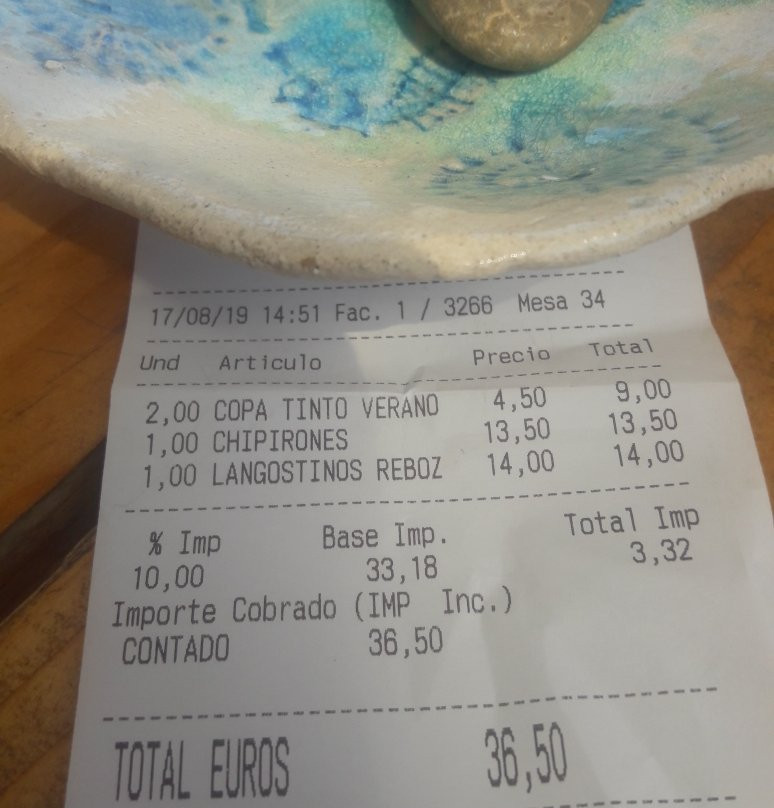 17/08/19 14:51 Fac. 1 / 3266 Mesa 34
Und Articulo Precio Total
2,00 COPA TINTO VERANO 4,50 9,00
1,00 CHIPIRONES 13,50 13,50
1,00 LANGOSTINOS REBOZ 14,00 14,00
% Imp Base Imp. Total Imp
10,00 33,18 3,32
Importe Cobrado (IMP Inc.)
CONTADO 36,50
TOTAL EUROS 36,50